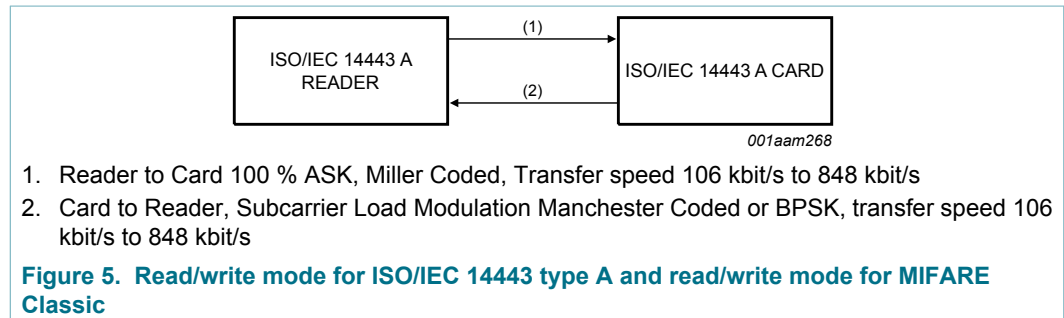 (1)
ISO/IEC 14443 A
READER
ISO/IEC 14443 A CARD
(2)
001aam268
1. Reader to Card 100 % ASK, Miller Coded, Transfer speed 106 kbit/s to 848 kbit/s
2. Card to Reader, Subcarrier Load Modulation Manchester Coded or BPSK, transfer speed 106
kbit/s to 848 kbit/s
Figure 5. Read/write mode for ISO/IEC 14443 type A and read/write mode for MIFARE
Classic